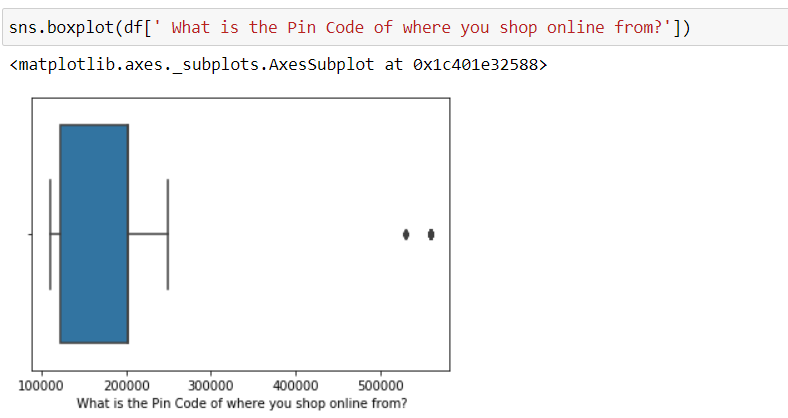 sns.boxplot(df[' What is the Pin Code of where you shop online from?'])
<matplotlib.axes._subplots.AxesSubplot at 0x1c401e32588>
100000 200000 300000 400000 500000
What is the Pin Code of where you shop online from?